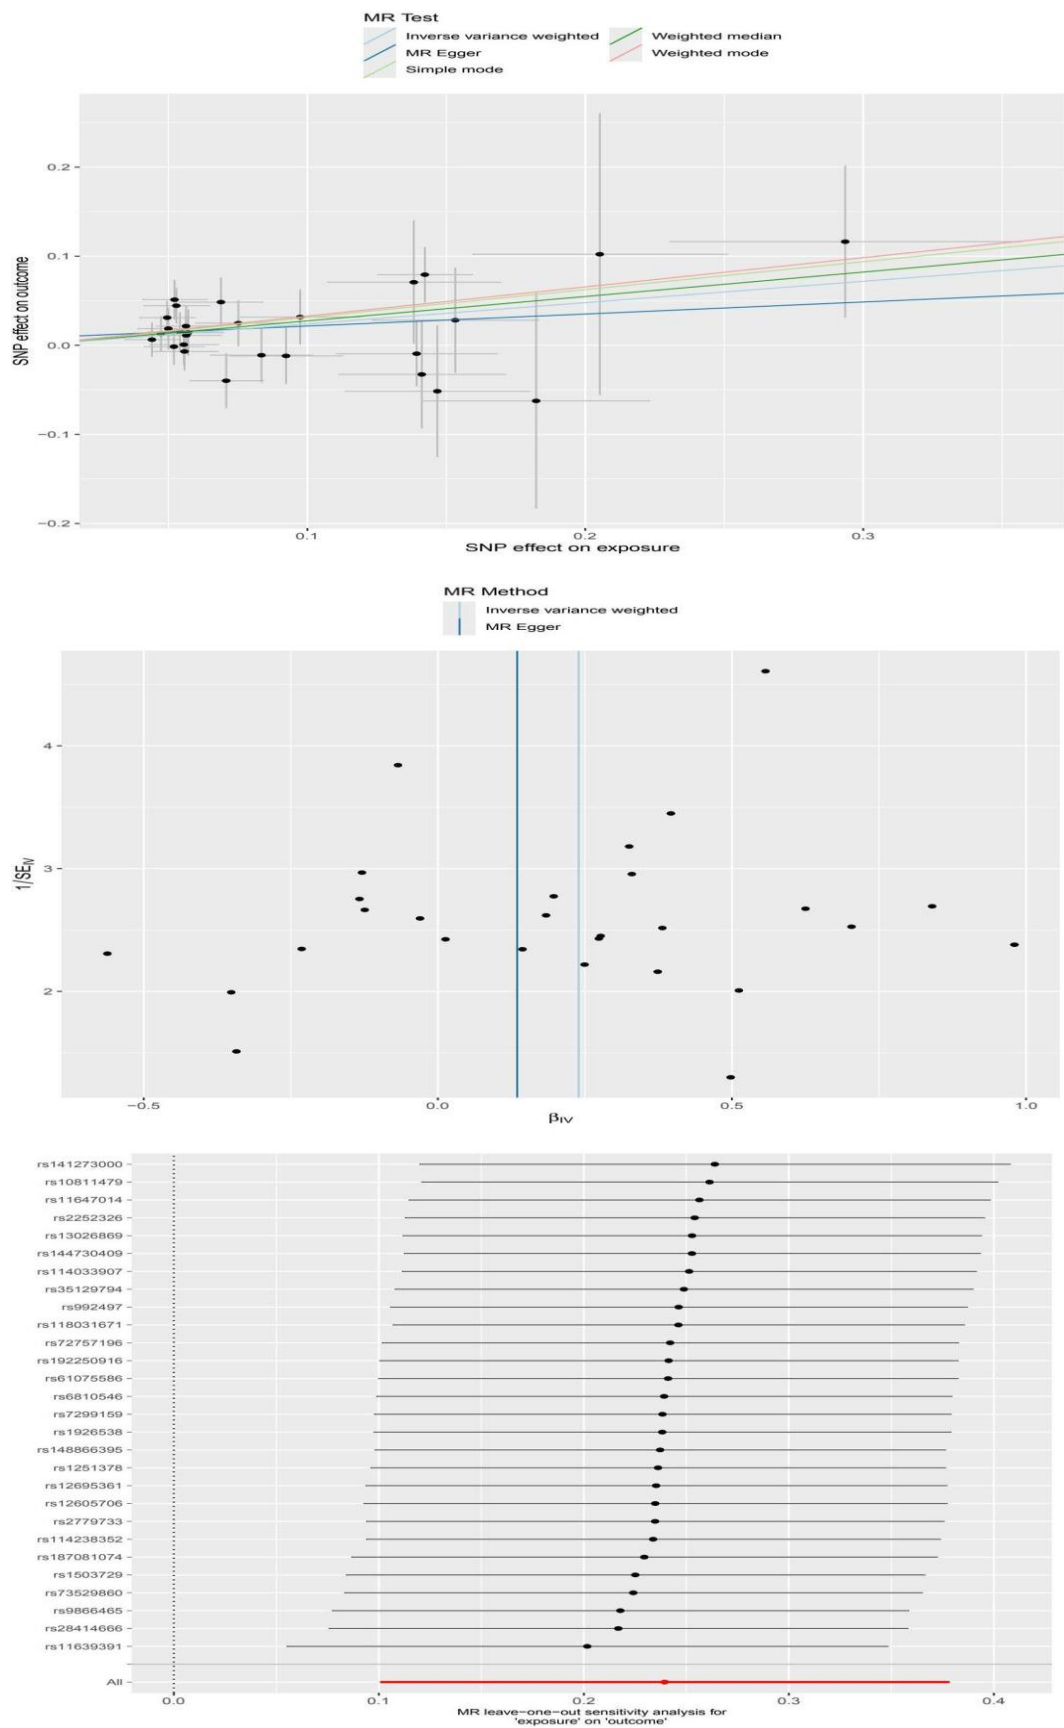 MR Test
Inverse variance weighted
Weighted median
MR Egger
Weighted mode
Simple mode
SNP effect on outcome
0.2
0.1
0.0
−0.1
−0.2
0.1
0.2
0.3
SNP effect on exposure
MR Method
Inverse variance weighted
MR Egger
1/SE_IV
4
3
2
−0.5
0.0
0.5
1.0
β_IV
rs141273000
rs10811479
rs11647014
rs2252326
rs13026869
rs144730409
rs114033907
rs35129794
rs992497
rs118031671
rs72757196
rs192250916
rs61075586
rs6810546
rs7299159
rs1926538
rs148866395
rs1251378
rs12695361
rs12605706
rs2779733
rs114238352
rs187081074
rs1503729
rs73529860
rs9866465
rs28414666
rs11639391
All
0.0
0.1
0.2
0.3
0.4
MR leave−one−out sensitivity analysis for
'exposure' on 'outcome'